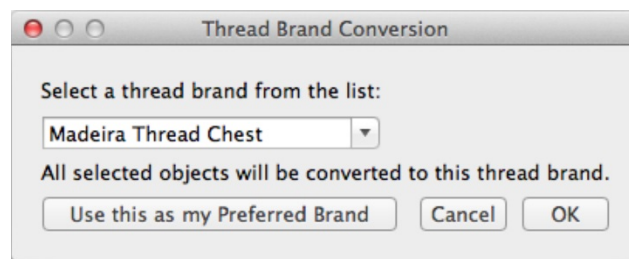 Thread Brand Conversion
Select a thread brand from the list:
Madeira Thread Chest
All selected objects will be converted to this thread brand.
Use this as my Preferred Brand Cancel OK